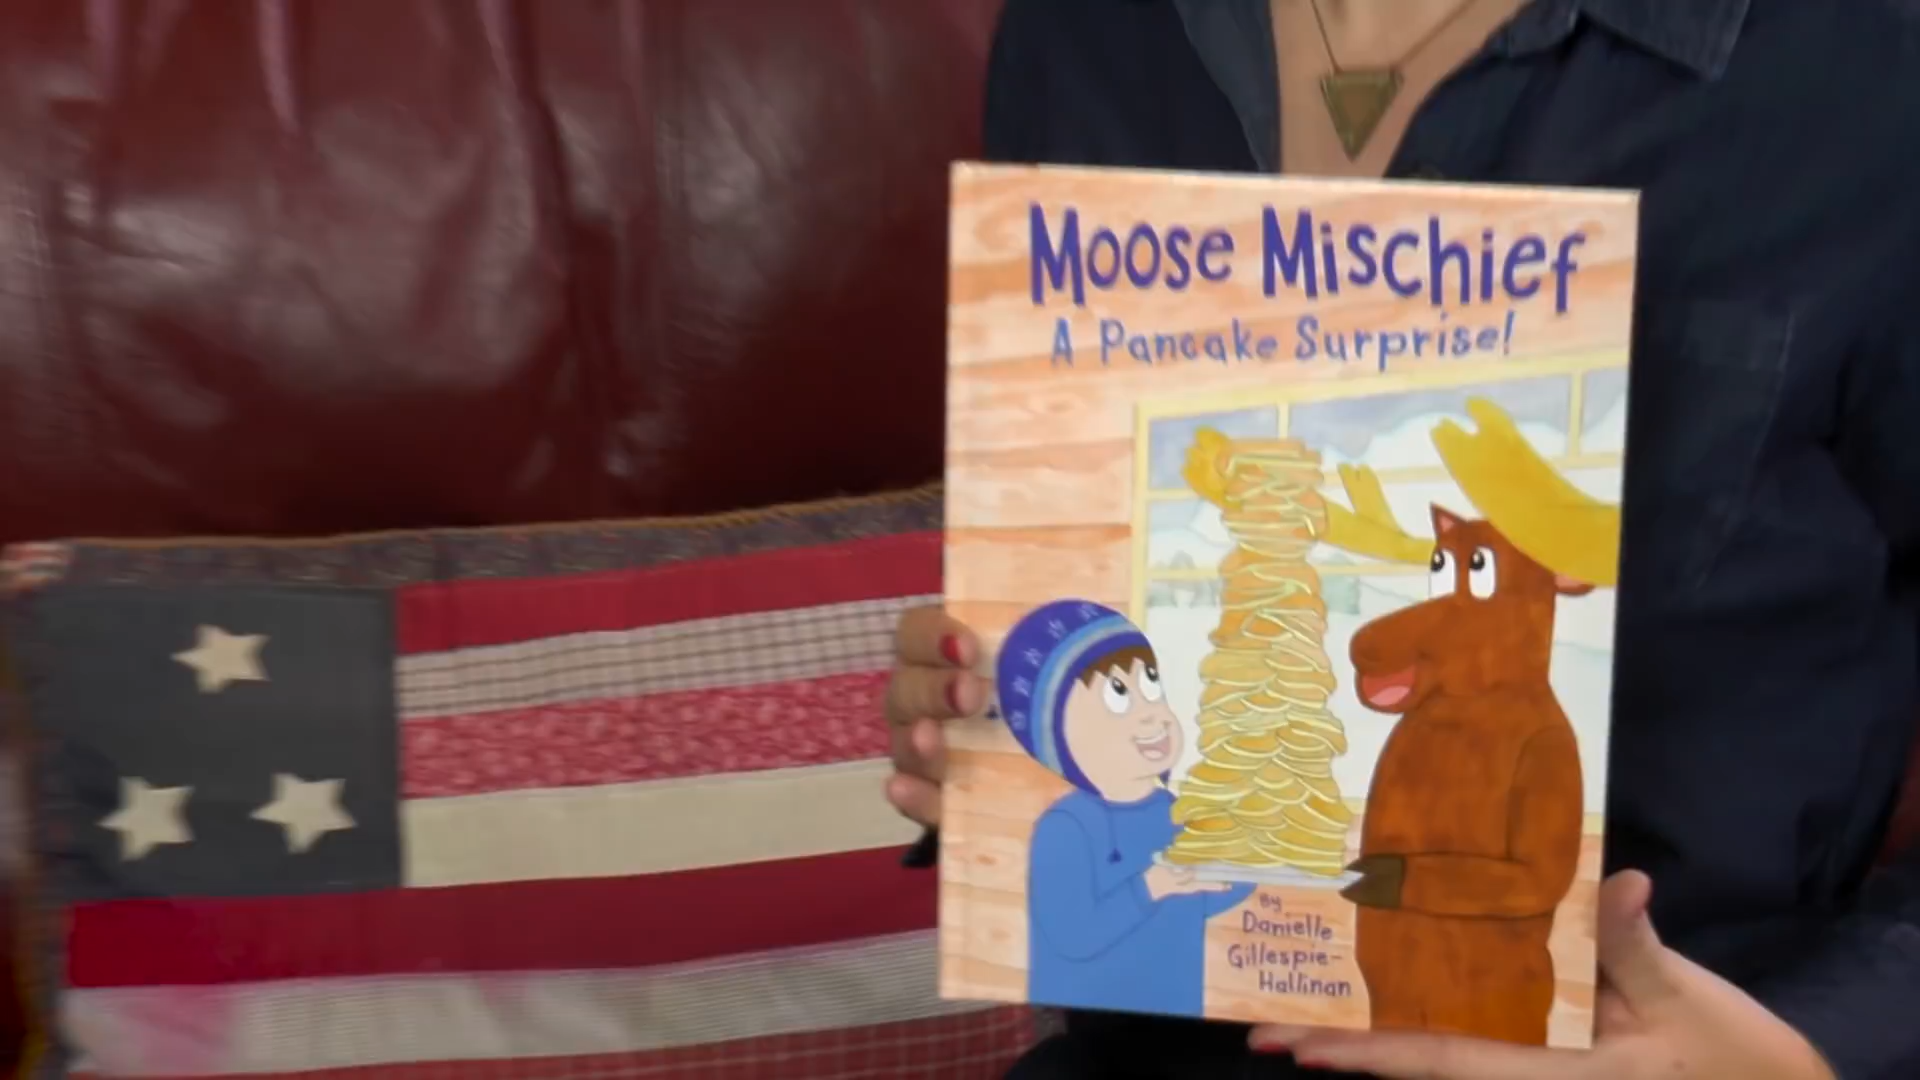 Moose Mischief
A Pancake Surprise!
By
Danielle
Gillespie-
Hallinan